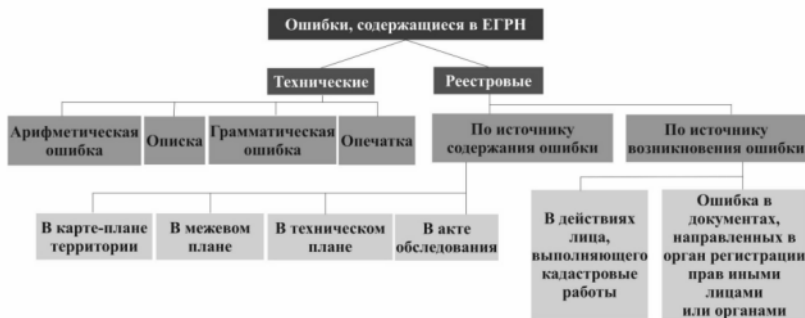 Ошибки, содержащиеся в ЕГРН
Технические
Реестровые
Арифметическая
ошибка
Описка
Грамматическая
ошибка
Опечатка
По источнику
содержания ошибки
По источнику
возникновения ошибки
В карте-плане
территории
В межевом
плане
В техническом
плане
В акте
обследования
В действиях
лица,
выполняющего
кадастровые
работы
Ошибка в
документах,
направленных в
орган регистрации
прав иными
лицами
или органами